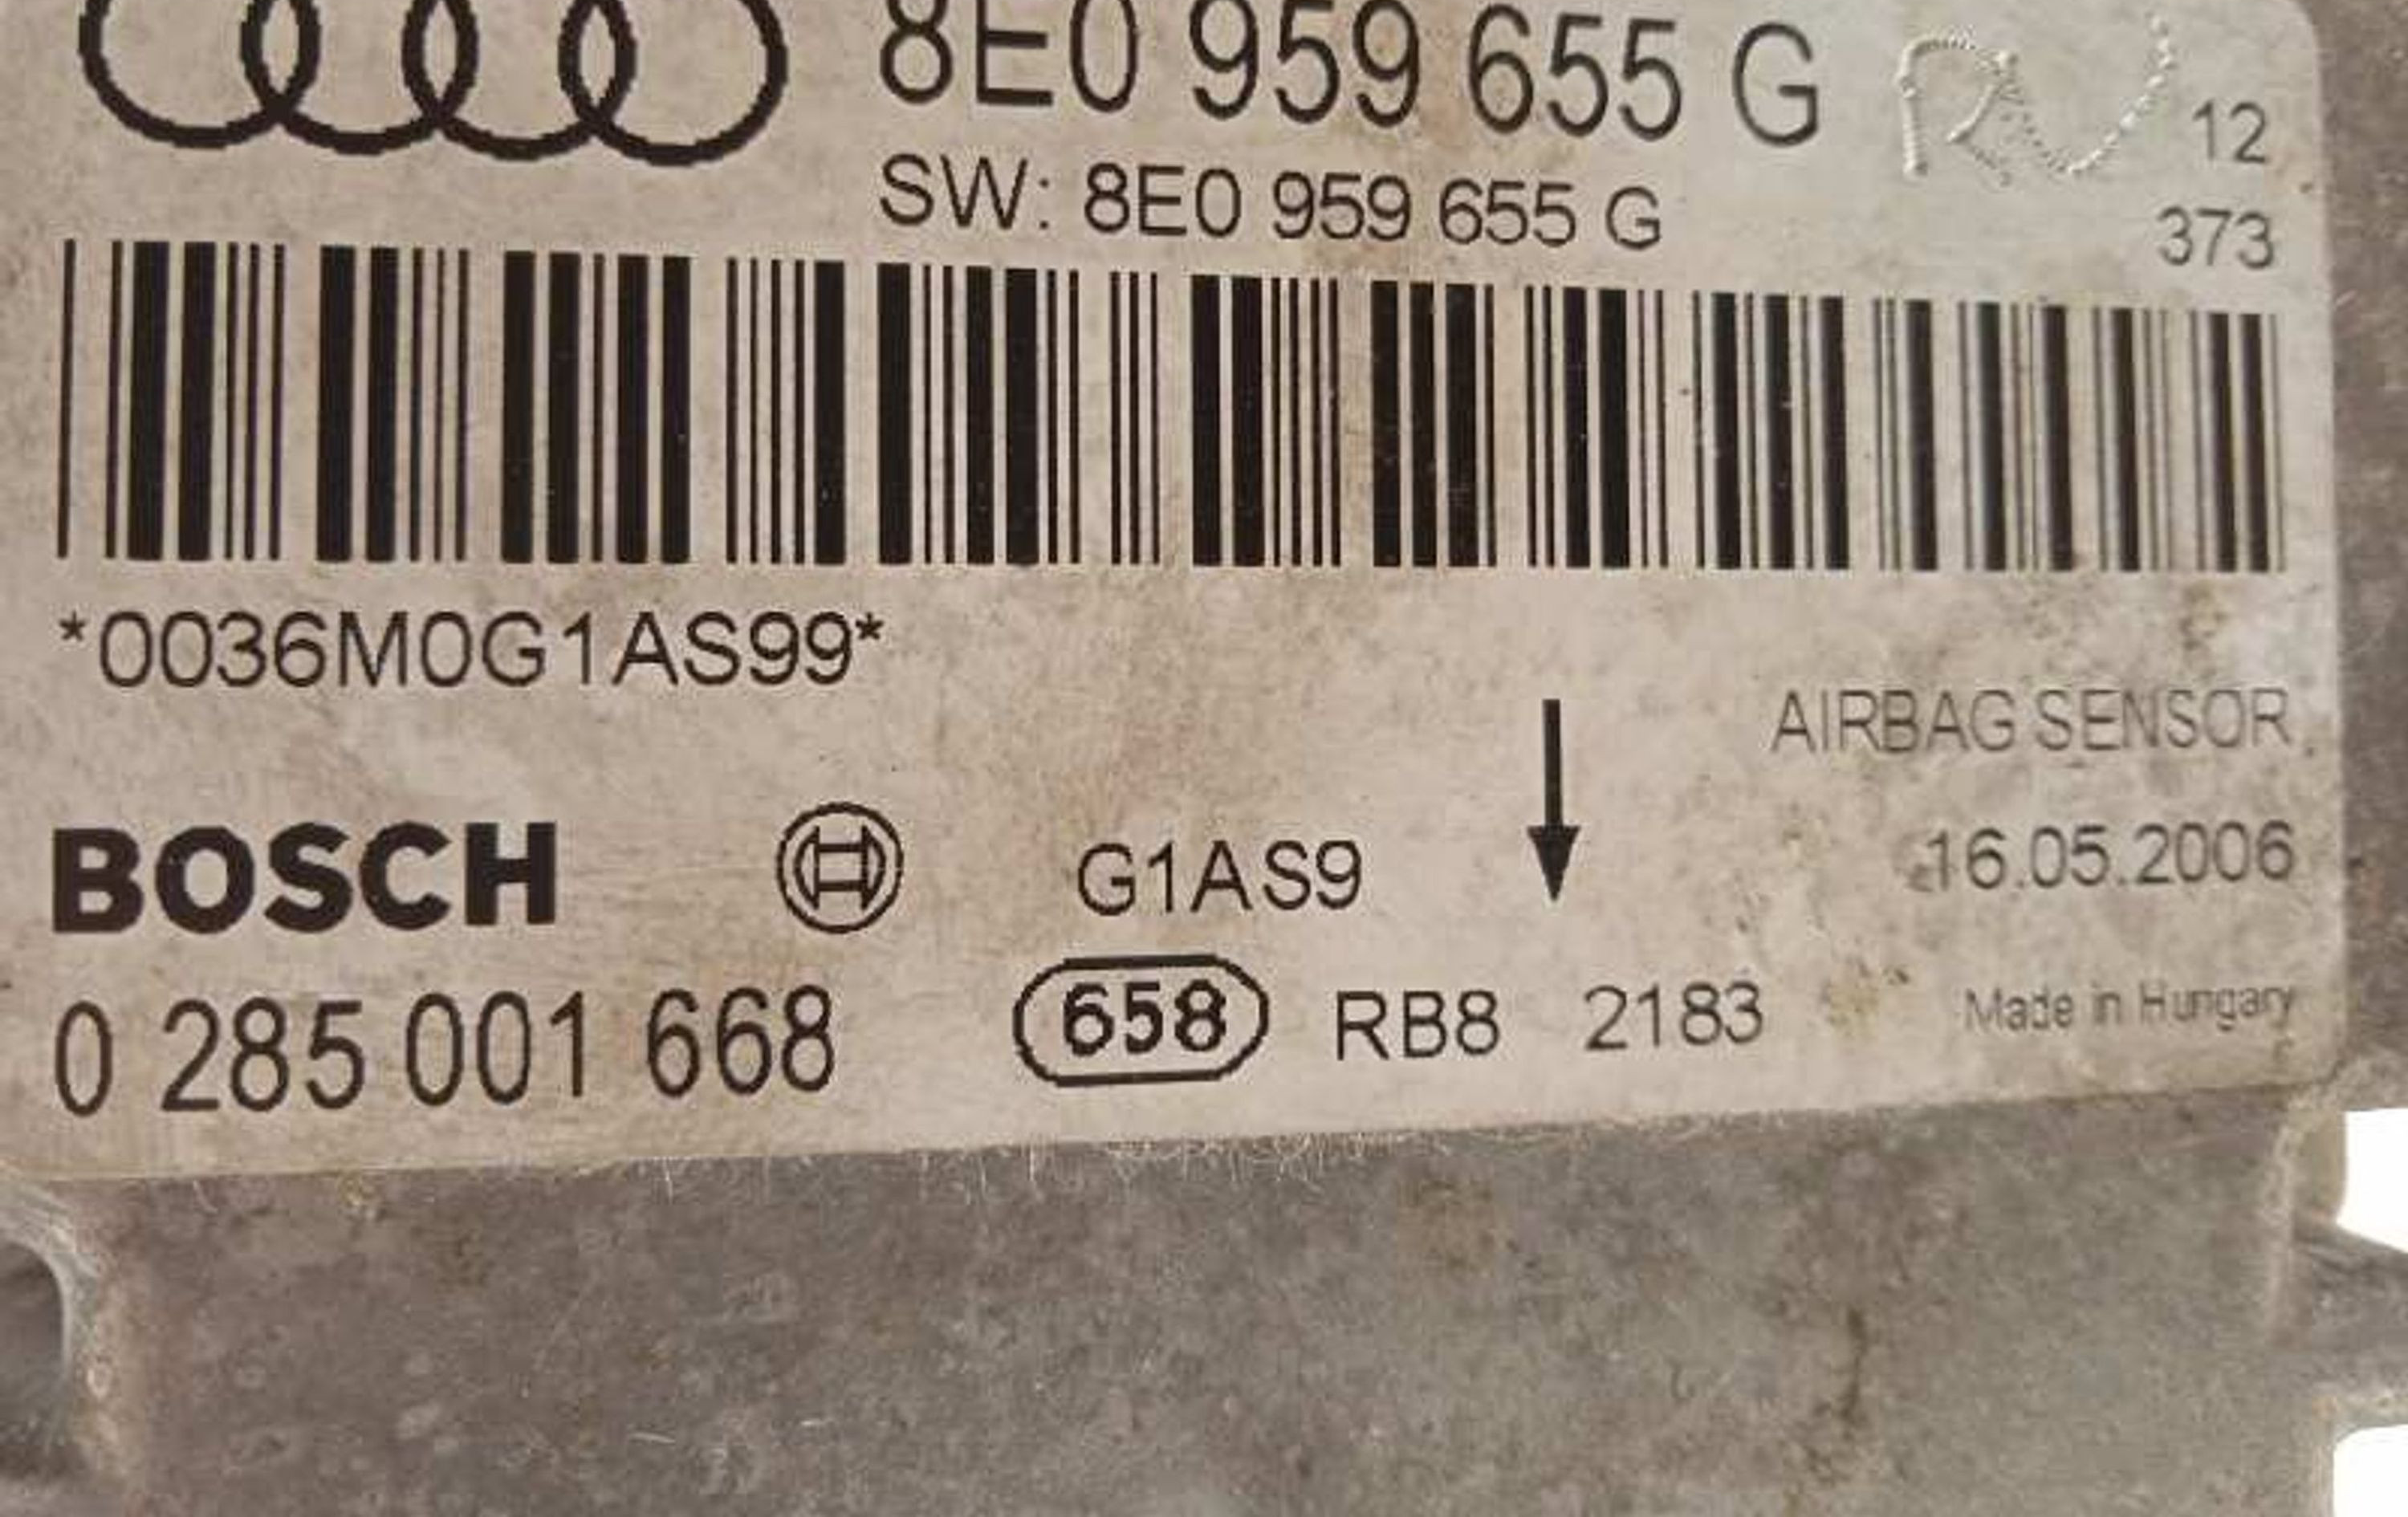 8E0 959 655 G RU 12
SW: 8E0 959 655 G 373
*0036M0G1AS99*
AIRBAG SENSOR
BOSCH G1AS9 16.05.2006
0 285 001 668 658 RB8 2183 Made in Hungary